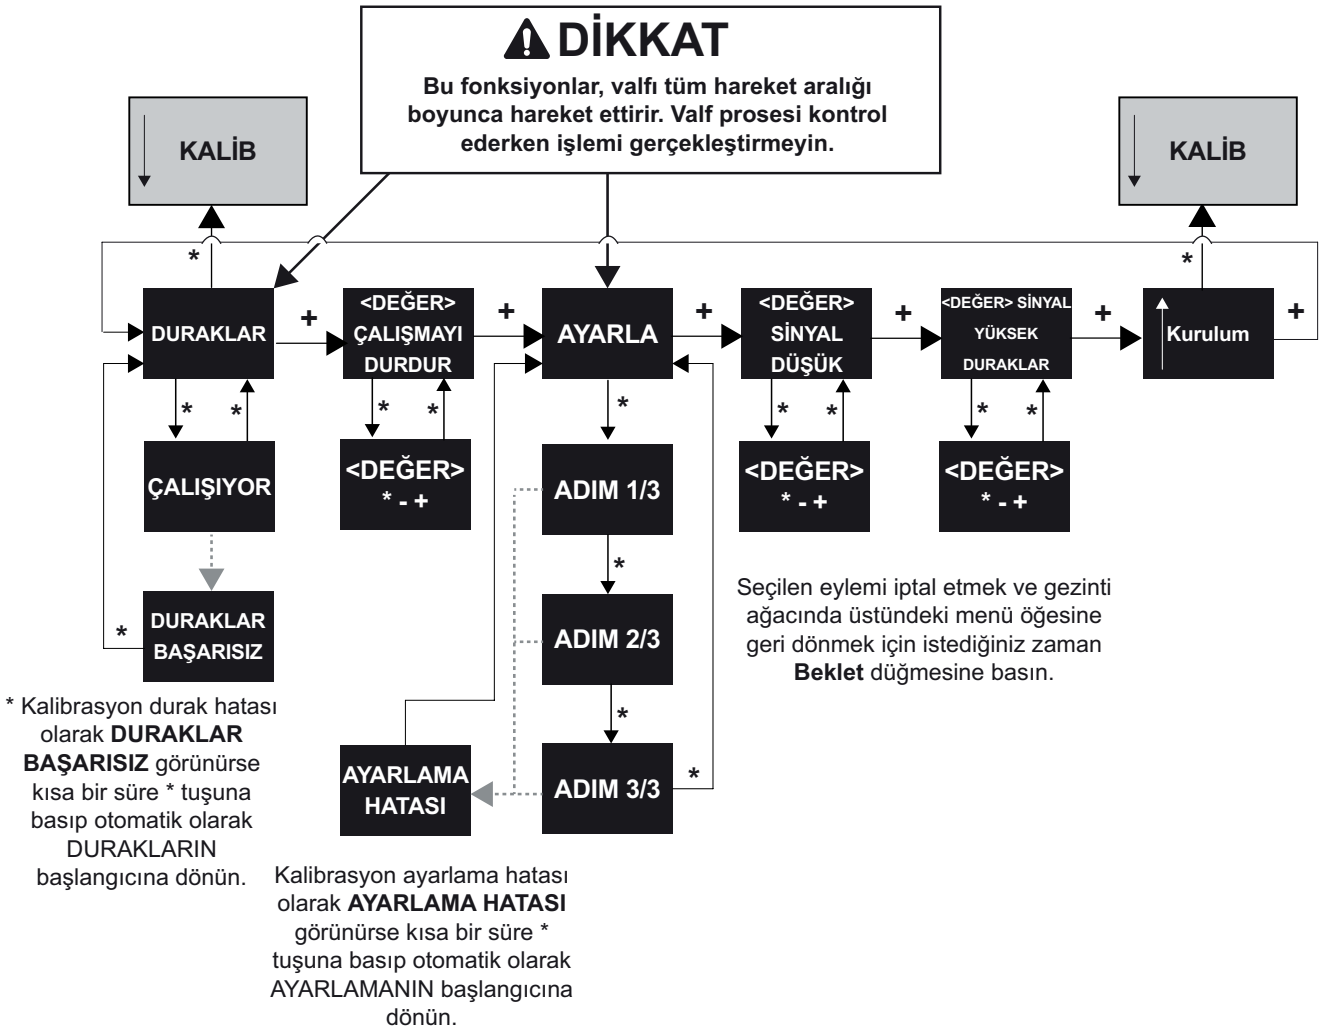 DİKKAT
Bu fonksiyonlar, valfı tüm hareket aralığı
boyunca hareket ettirir. Valf prosesi kontrol
ederken işlemi gerçekleştirmeyin.
KALİB
KALİB
*
*
DURAKLAR
+
<DEĞER>
ÇALIŞMAYI
DURDUR
+
AYARLA
+
<DEĞER>
SİNYAL
DÜŞÜK
+
<DEĞER> SİNYAL
YÜKSEK
DURAKLAR
+
Kurulum
+
*
*
*
*
*
*
*
*
*
ÇALIŞIYOR
<DEĞER>
* - +
ADIM 1/3
<DEĞER>
* - +
<DEĞER>
* - +
*
DURAKLAR
BAŞARISIZ
*
ADIM 2/3
*
AYARLAMA
HATASI
ADIM 3/3
*
Seçilen eylemi iptal etmek ve gezinti
ağacında üstündeki menü öğesine
geri dönmek için istediğiniz zaman
Beklet düğmesine basın.
* Kalibrasyon durak hatası
olarak DURAKLAR
BAŞARISIZ görünürse
kısa bir süre * tuşuna
basıp otomatik olarak
DURAKLARIN
başlangıcına dönün.
Kalibrasyon ayarlama hatası
olarak AYARLAMA HATASI
görünürse kısa bir süre *
tuşuna basıp otomatik olarak
AYARLAMANIN başlangıcına
dönün.